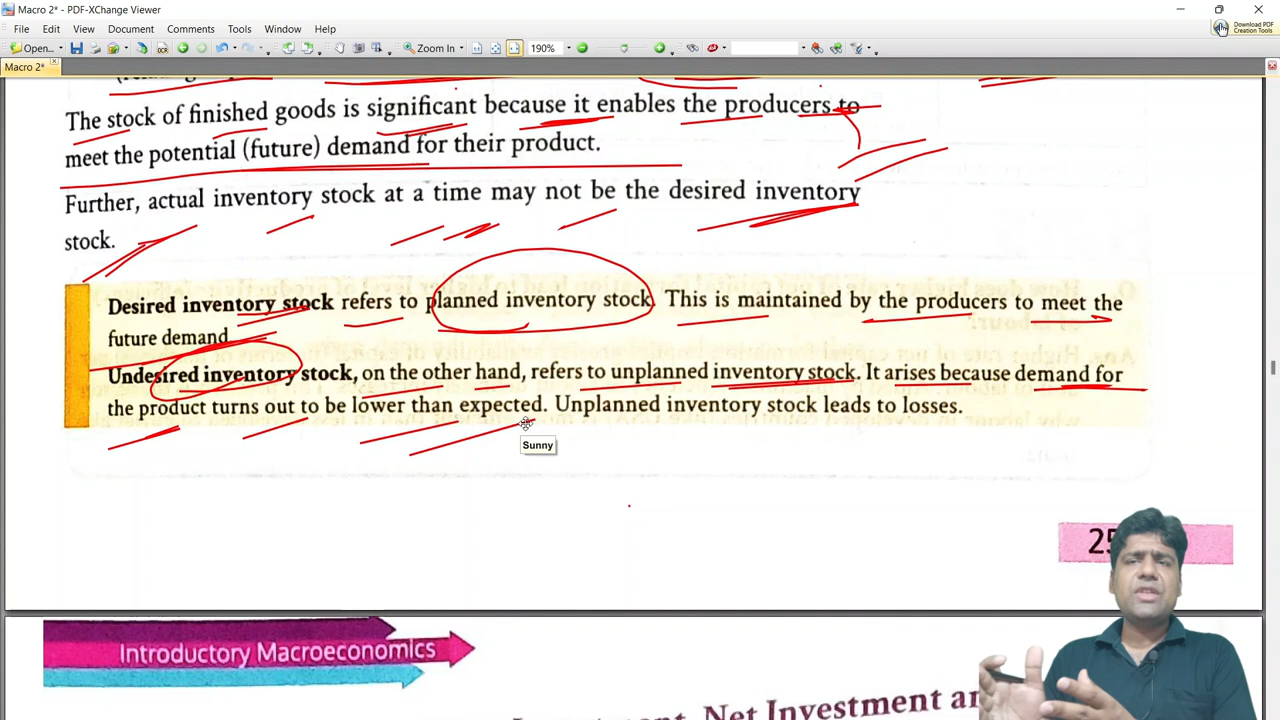 Macro 2* - PDF-XChange Viewer
File Edit View Document Comments Tools Window Help
Download PDF
Creation Tools
Open... Zoom In 190%
Macro 2*
The stock of finished goods is significant because it enables the producers to
meet the potential (future) demand for their product.
Further, actual inventory stock at a time may not be the desired inventory
stock.
Desired inventory stock refers to planned inventory stock. This is maintained by the producers to meet the
future demand
Undesired inventory stock, on the other hand, refers to unplanned inventory stock. It arises because demand for
the product turns out to be lower than expected. Unplanned inventory stock leads to losses.
Sunny
Introductory Macroeconomics
Net Investment